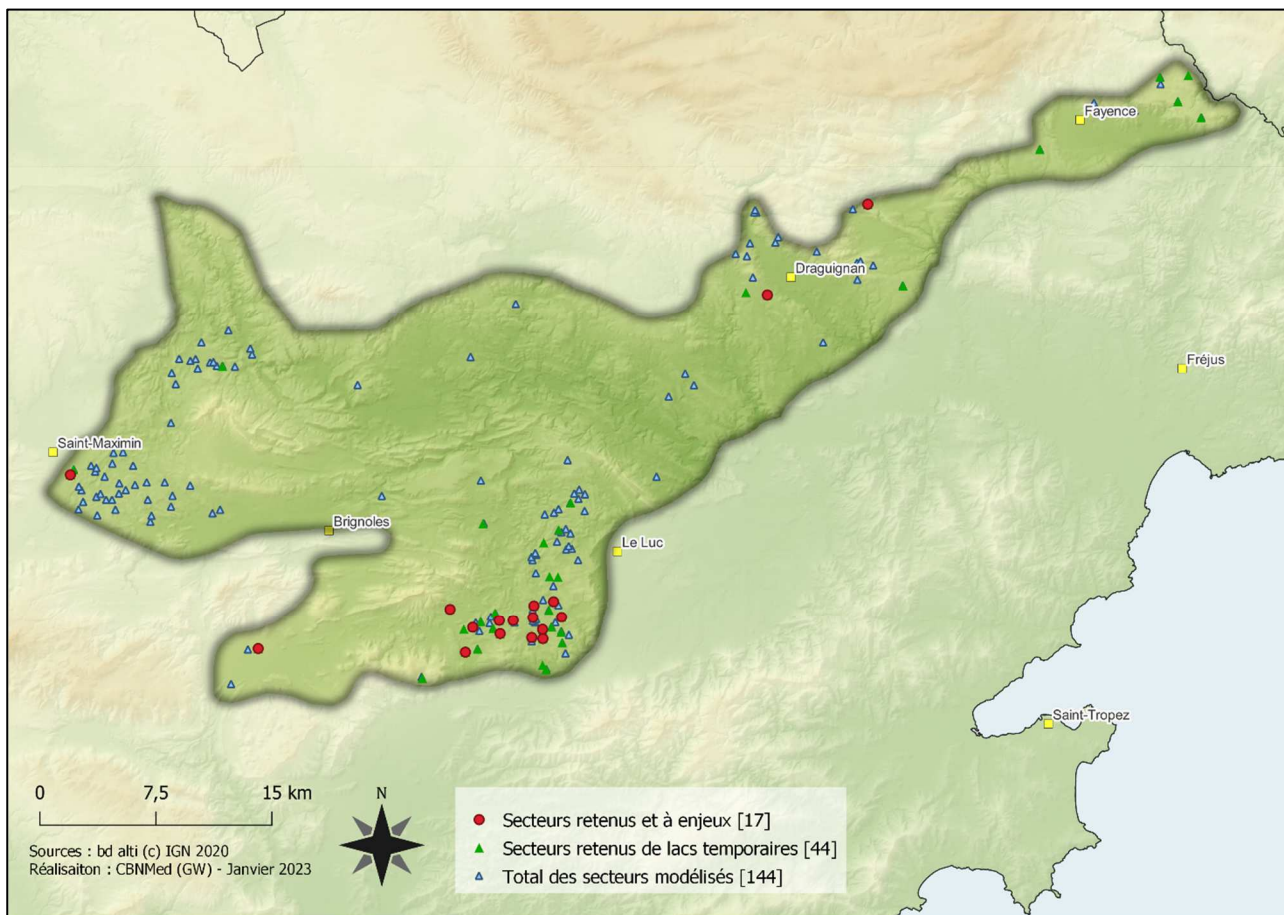 Fayence
Draguignan
Fréjus
Saint-Maximin
Brignoles
Le Luc
Saint-Tropez
0 7,5 15 km
N
Sources : bd alti (c) IGN 2020
Réalisaiton : CBNMed (GW) - Janvier 2023
Secteurs retenus et à enjeux [17]
Secteurs retenus de lacs temporaires [44]
Total des secteurs modélisés [144]